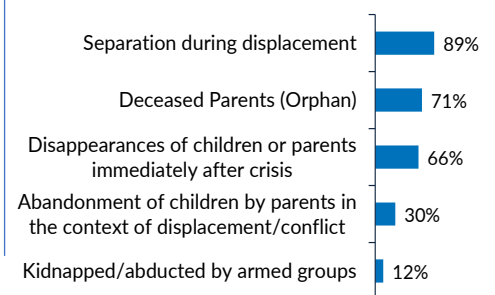 Separation during displacement 89%
Deceased Parents (Orphan) 71%
Disappearances of children or parents
immediately after crisis 66%
Abandonment of children by parents in
the context of displacement/conflict 30%
Kidnapped/abducted by armed groups 12%